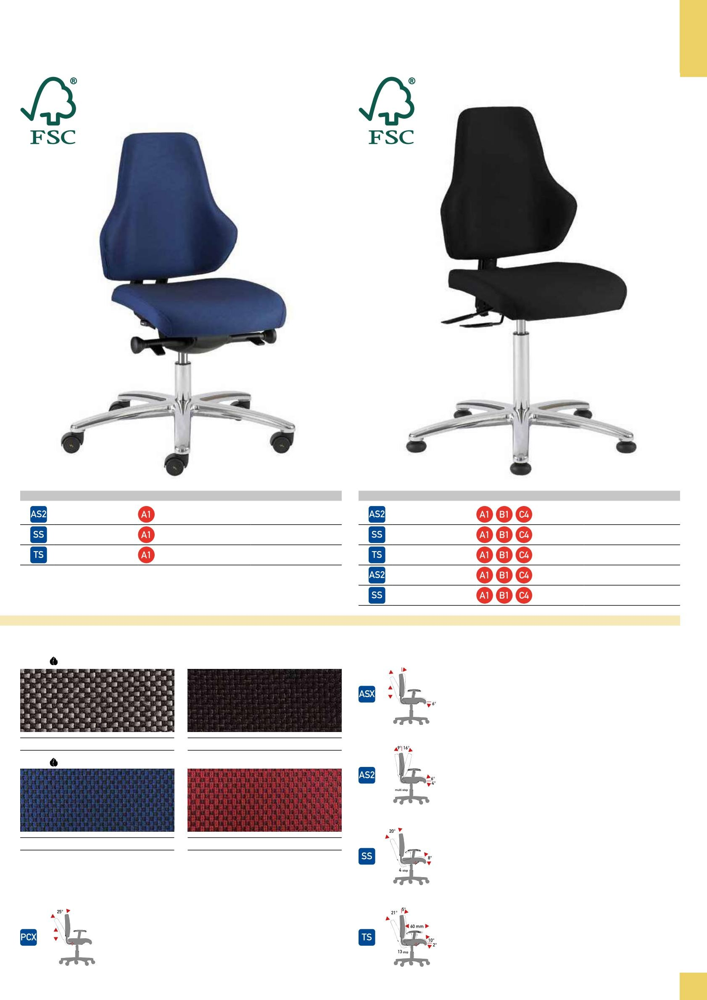 ® ®
FSC FSC
AS2 A1
SS A1
TS A1
AS2 A1 B1 C4
SS A1 B1 C4
TS A1 B1 C4
AS2 A1 B1 C4
SS A1 B1 C4
ASX
6°
9° 16°
AS2
6°
4°
multi stop
20°
SS
8°
4 stop
25°
PCX
21° 5°
60 mm
TS
10°
2°
13 stop